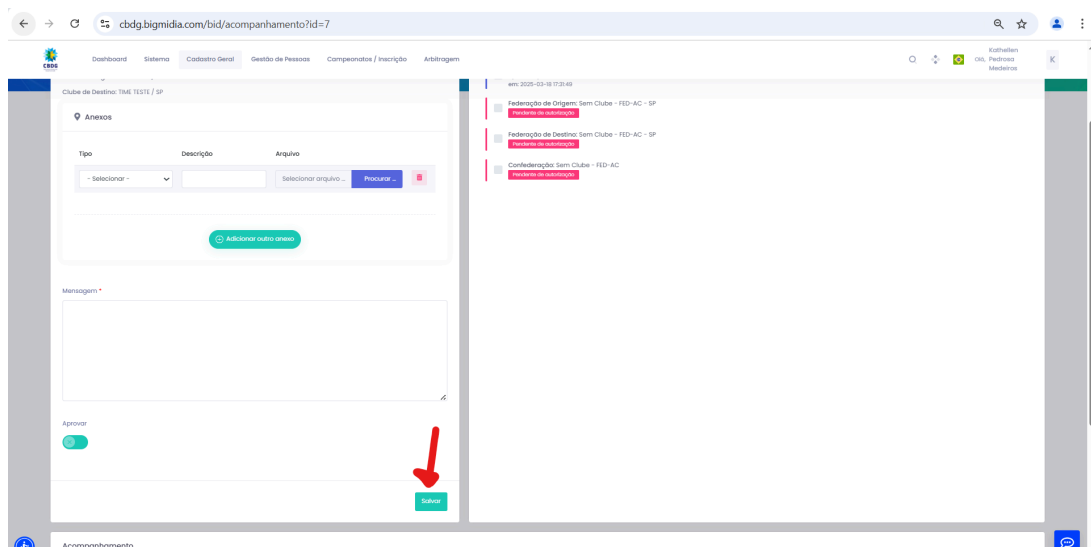 cbdg.bigmidia.com/bid/acompanhamento?id=7
CBDG
Dashboard Sistema Cadastro Geral Gestão de Pessoas Campeonatos / Inscrição Arbitragem
Olá, Kathellen Pedrosa Medeiros
K
Clube de Destino: TIME TESTE / SP
Anexos
Tipo Descrição Arquivo
- Selecionar - Selecionar arquivo ... Procurar ...
Adicionar outro anexo
Mensagem *
Aprovar
Salvar
em: 2025-03-18 17:31:49
Federação de Origem: Sem Clube - FED-AC - SP
Pendente de autorização
Federação de Destino: Sem Clube - FED-AC - SP
Pendente de autorização
Confederação: Sem Clube - FED-AC
Pendente de autorização
Acompanhamento